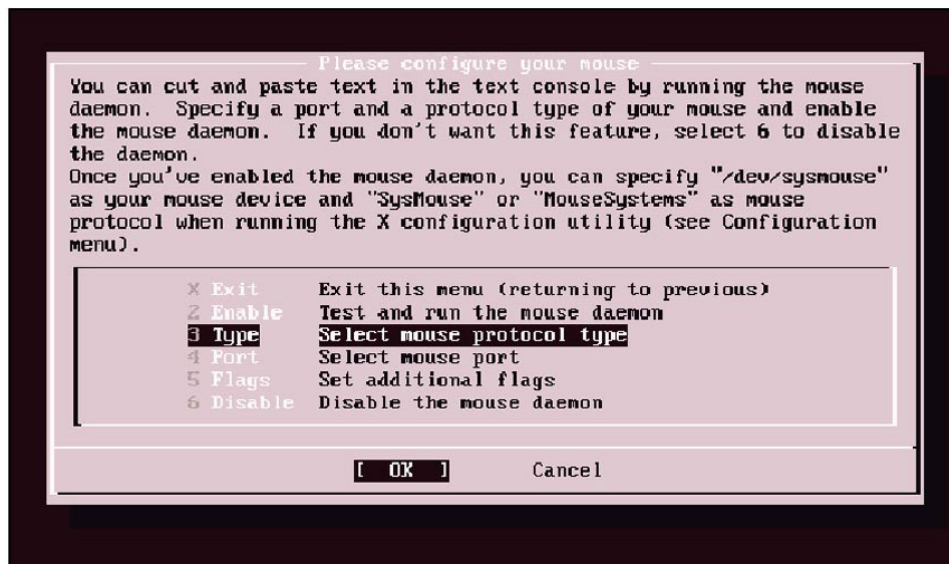 Please configure your mouse
You can cut and paste text in the text console by running the mouse
daemon.  Specify a port and a protocol type of your mouse and enable
the mouse daemon.  If you don't want this feature, select 6 to disable
the daemon.
Once you've enabled the mouse daemon, you can specify "/dev/sysmouse"
as your mouse device and "SysMouse" or "MouseSystems" as mouse
protocol when running the X configuration utility (see Configuration
menu).
X Exit     Exit this menu (returning to previous)
2 Enable   Test and run the mouse daemon
3 Type     Select mouse protocol type
4 Port     Select mouse port
5 Flags    Set additional flags
6 Disable  Disable the mouse daemon
[  OK  ]       Cancel